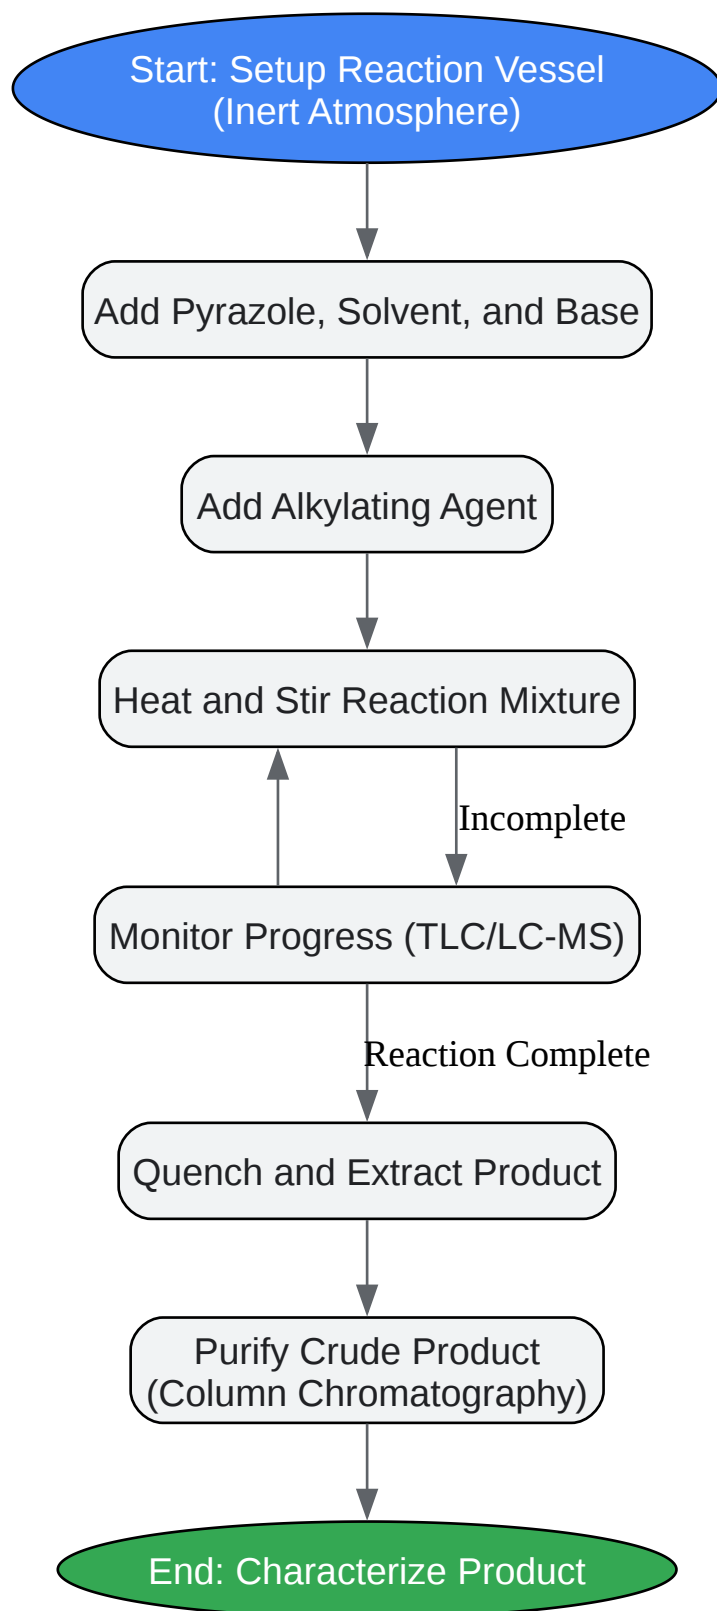 Start: Setup Reaction Vessel
(Inert Atmosphere)
Add Pyrazole, Solvent, and Base
Add Alkylating Agent
Heat and Stir Reaction Mixture
Incomplete
Monitor Progress (TLC/LC-MS)
Reaction Complete
Quench and Extract Product
Purify Crude Product
(Column Chromatography)
End: Characterize Product